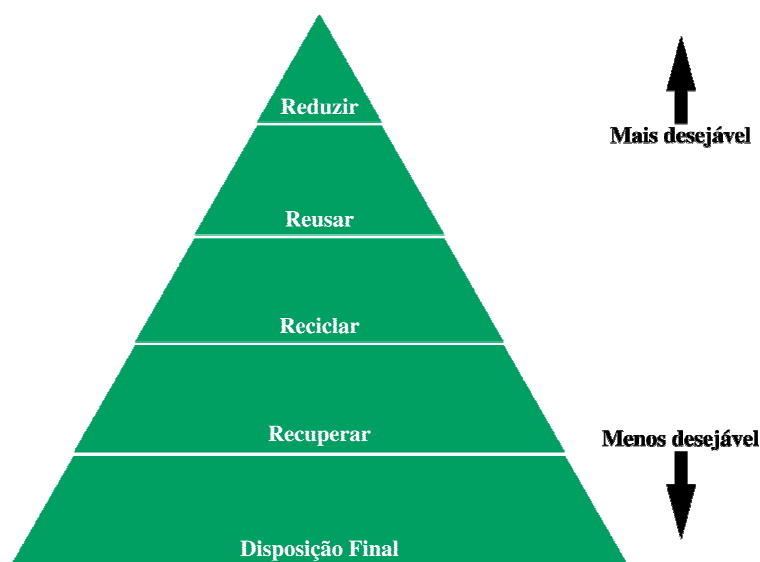 Reduzir
Mais desejável
Reusar
Reciclar
Recuperar
Menos desejável
Disposição Final